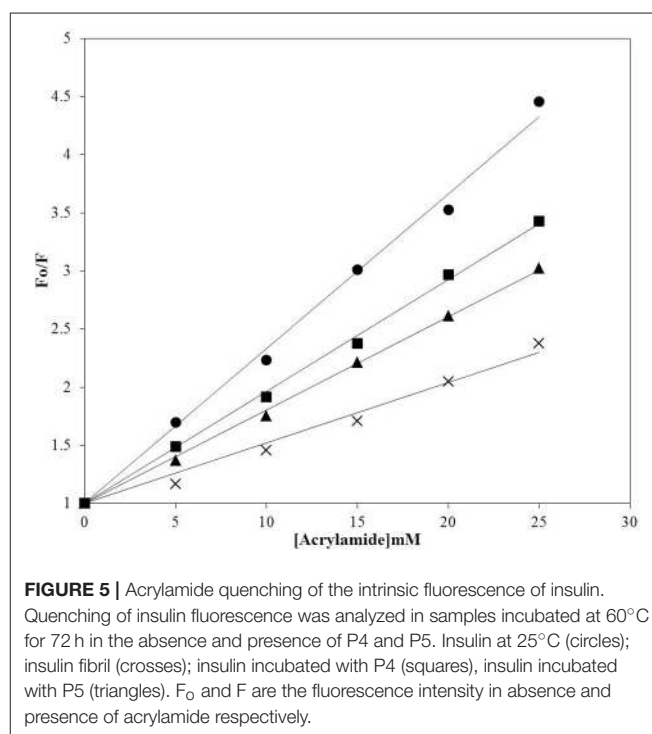 5
4.5
4
3.5
3
2.5
2
1.5
1
Fo/F
0 5 10 15 20 25 30
[Acrylamide]mM
FIGURE 5 | Acrylamide quenching of the intrinsic fluorescence of insulin.
Quenching of insulin fluorescence was analyzed in samples incubated at 60°C
for 72 h in the absence and presence of P4 and P5. Insulin at 25°C (circles);
insulin fibril (crosses); insulin incubated with P4 (squares), insulin incubated
with P5 (triangles). Fo and F are the fluorescence intensity in absence and
presence of acrylamide respectively.